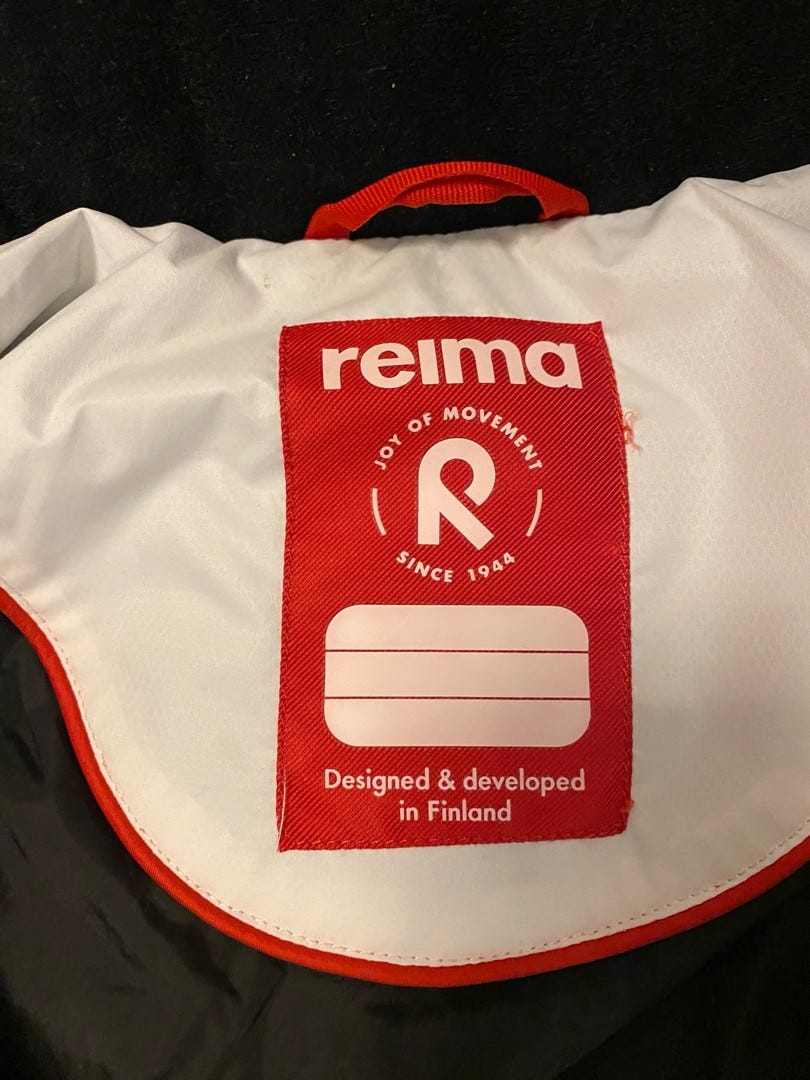 reima
JOY OF MOVEMENT
R
SINCE 1944
Designed & developed
in Finland